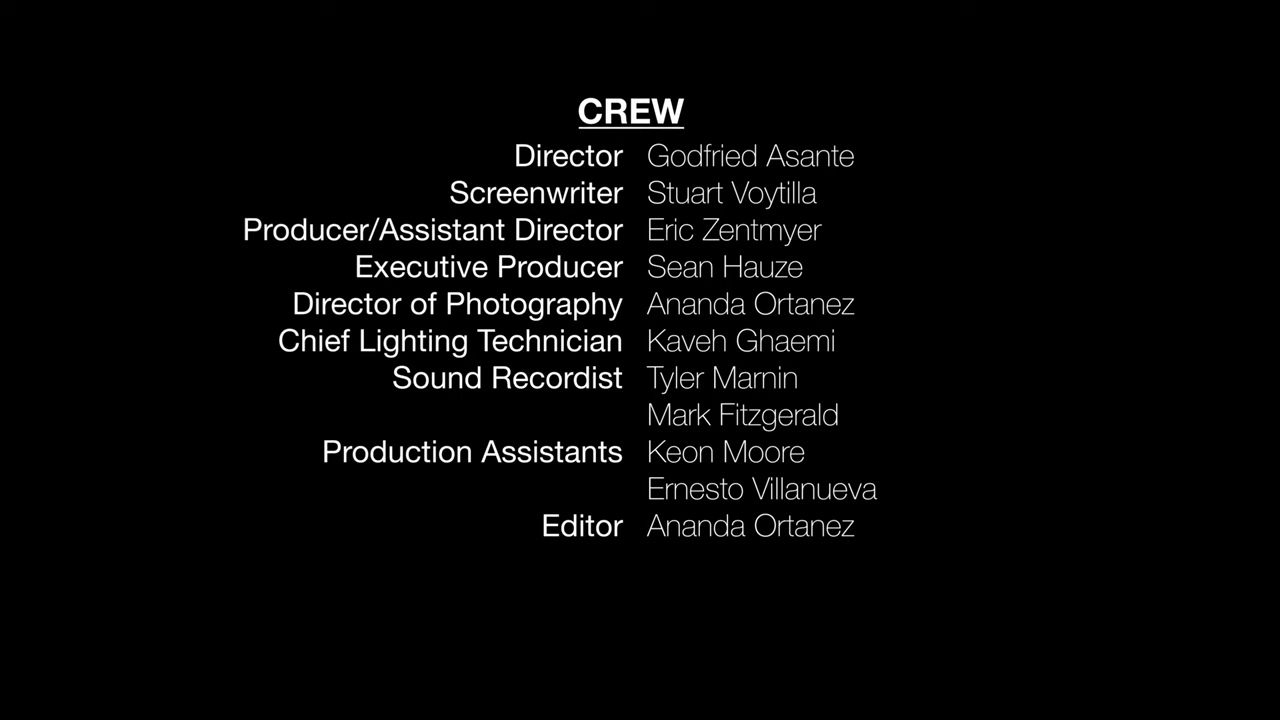 CREW
Director Godfried Asante
Screenwriter Stuart Voytilla
Producer/Assistant Director Eric Zentmyer
Executive Producer Sean Hauze
Director of Photography Ananda Ortanez
Chief Lighting Technician Kaveh Ghaemi
Sound Recordist Tyler Marnin
Mark Fitzgerald
Production Assistants Keon Moore
Ernesto Villanueva
Editor Ananda Ortanez